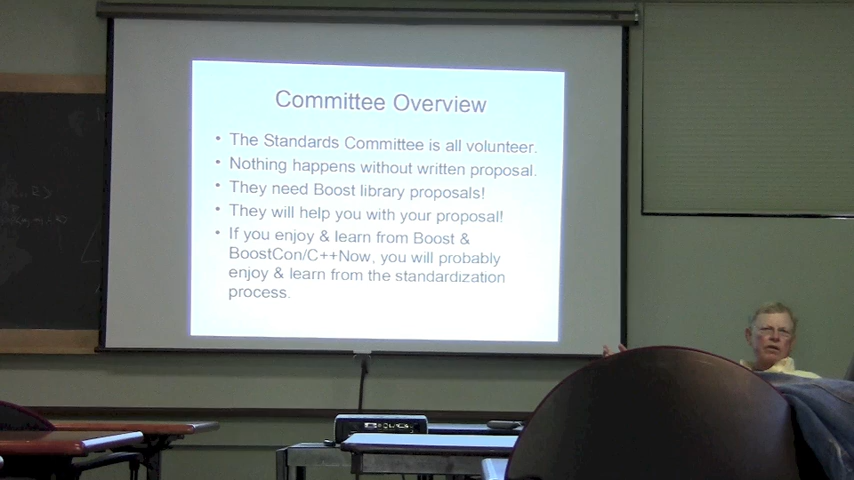 Committee Overview
• The Standards Committee is all volunteer.
• Nothing happens without written proposal.
• They need Boost library proposals!
• They will help you with your proposal!
• If you enjoy & learn from Boost &
BoostCon/C++Now, you will probably
enjoy & learn from the standardization
process.